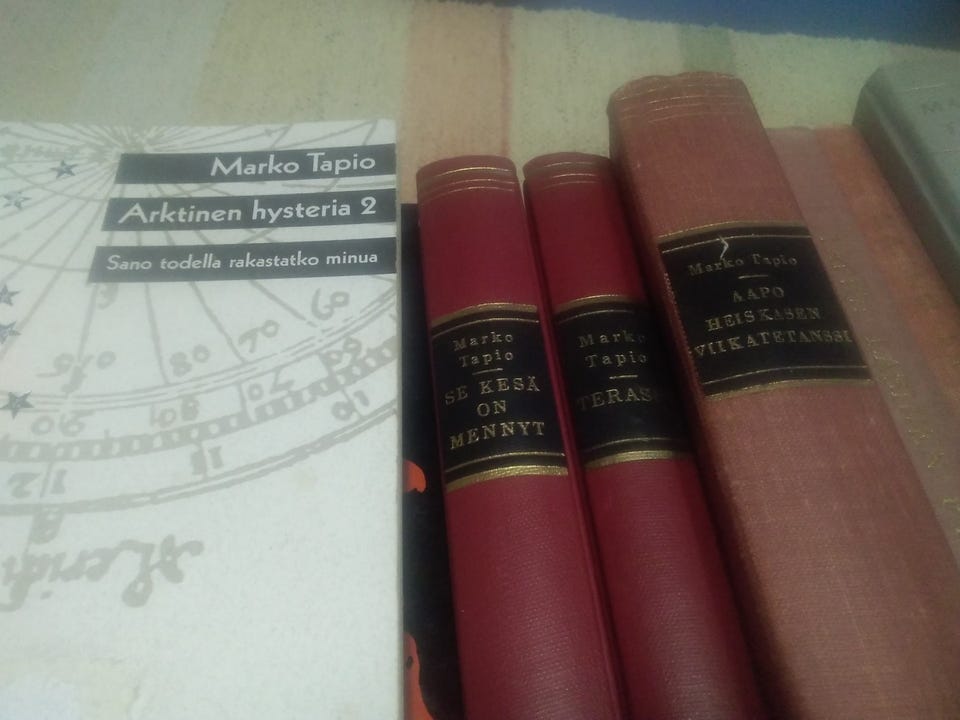 Marko Tapio
Arktinen hysteria 2
Sano todella rakastatko minua
Marko
Tapio
SE KESÄ
ON
MENNYT
Marko
Tapio
Marko Tapio
AAPO
HEISKASEN
VIIKATETANSSI